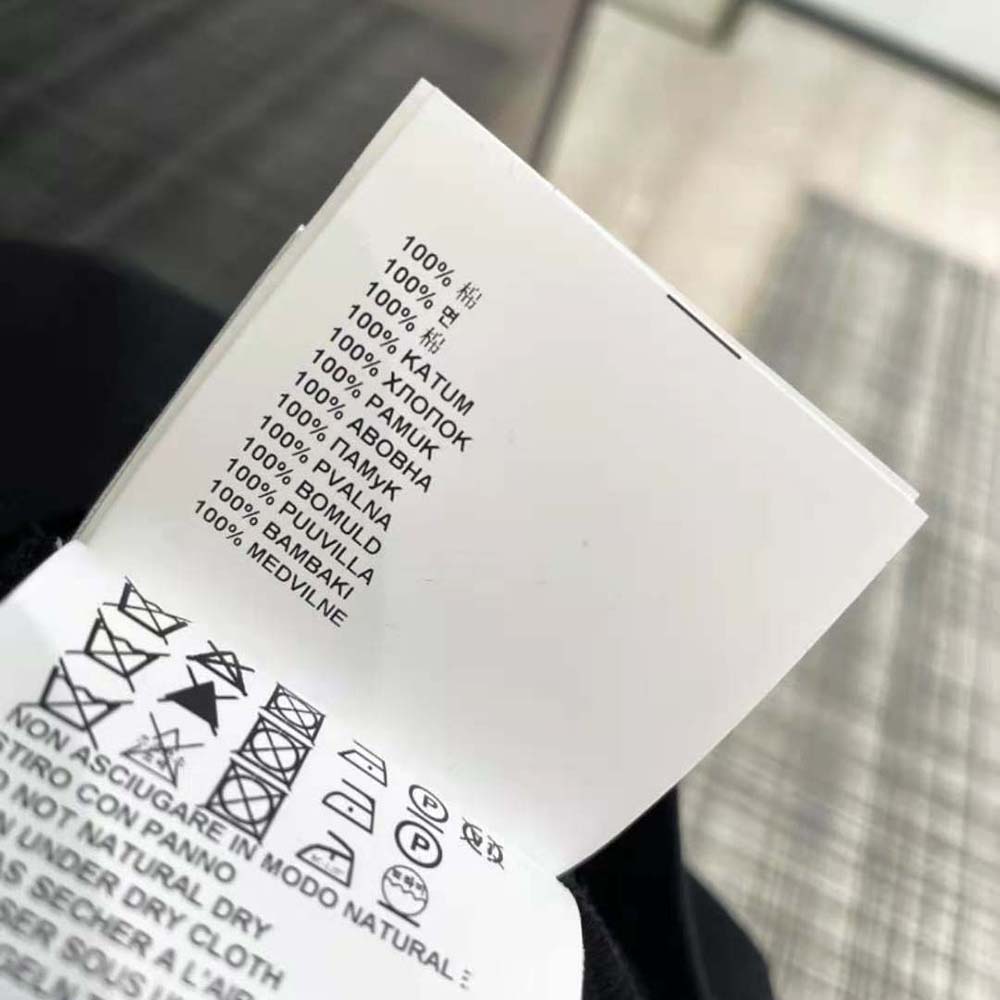 100% 棉
100% 면
100% 棉
100% KATUM
100% ХЛОПОК
100% PAMUK
100% АВОВНА
100% ПАМУК
100% PVALNA
100% BOMULD
100% PUUVILLA
100% BAMBAKI
100% MEDVILNE
P
P
NON ASCIUGARE IN MODO NATURAL
STIRO CON PANNO
NOT NATURAL DRY
UNDER DRY CLOTH
SECHER A L'AIR
SOUS